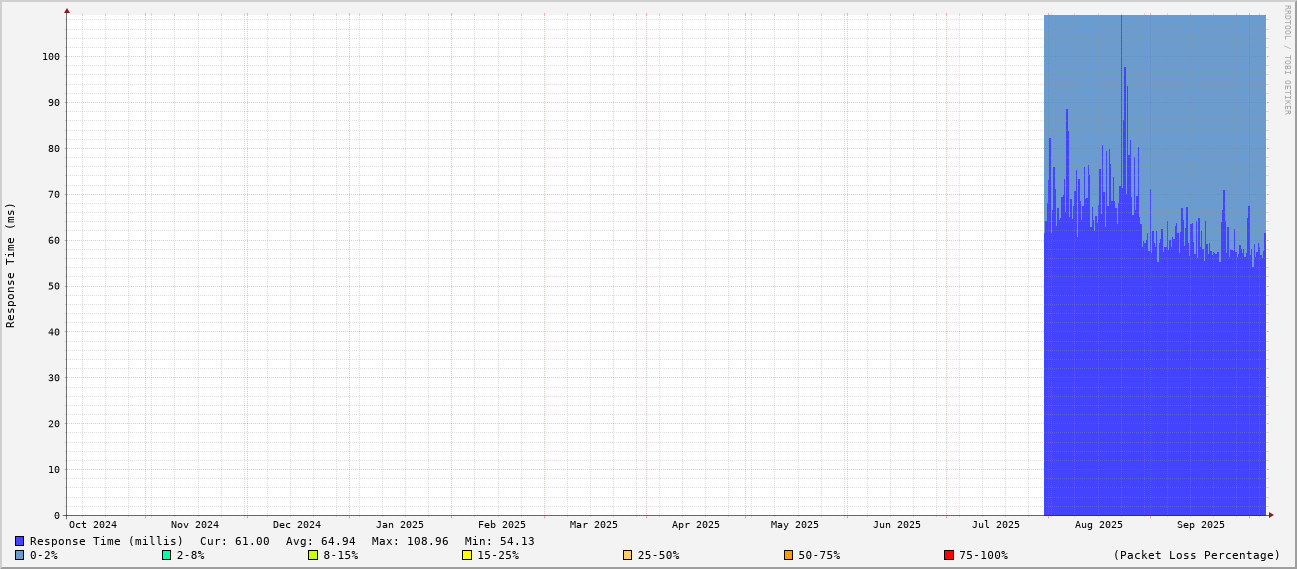 RRDTOOL / TOBI OETIKER
Response Time (ms)
100
90
80
70
60
50
40
30
20
10
0
Oct 2024 Nov 2024 Dec 2024 Jan 2025 Feb 2025 Mar 2025 Apr 2025 May 2025 Jun 2025 Jul 2025 Aug 2025 Sep 2025
Response Time (millis) Cur: 61.00 Avg: 64.94 Max: 108.96 Min: 54.13
0-2% 2-8% 8-15% 15-25% 25-50% 50-75% 75-100% (Packet Loss Percentage)